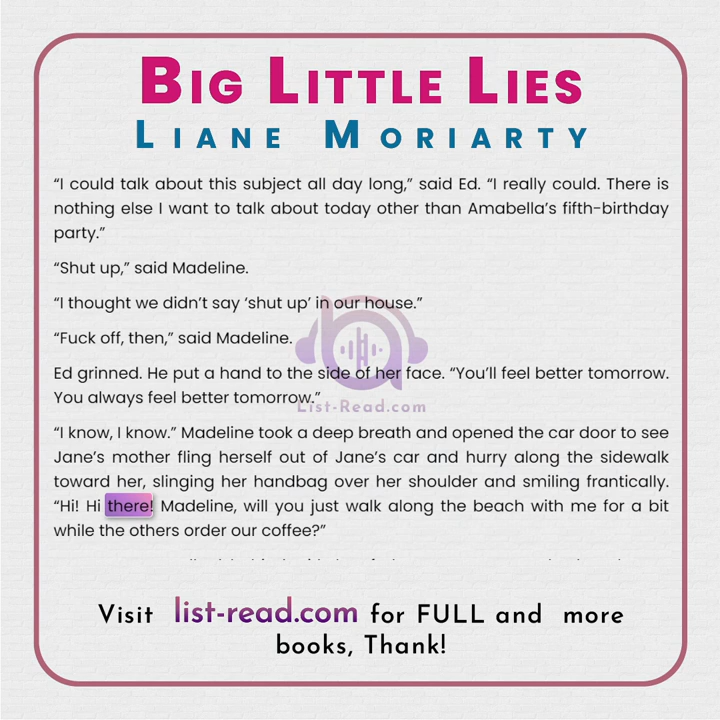 BIG LITTLE LIES
LIANE MORIARTY
“I could talk about this subject all day long,” said Ed. “I really could. There is
nothing else I want to talk about today other than Amabella’s fifth-birthday
party.”
“Shut up,” said Madeline.
“I thought we didn’t say ‘shut up’ in our house.”
“Fuck off, then,” said Madeline.
Ed grinned. He put a hand to the side of her face. “You’ll feel better tomorrow.
You always feel better tomorrow.”
List-Read.com
“I know, I know.” Madeline took a deep breath and opened the car door to see
Jane’s mother fling herself out of Jane’s car and hurry along the sidewalk
toward her, slinging her handbag over her shoulder and smiling frantically.
“Hi! Hi there! Madeline, will you just walk along the beach with me for a bit
while the others order our coffee?”
Visit list-read.com for FULL and more
books, Thank!